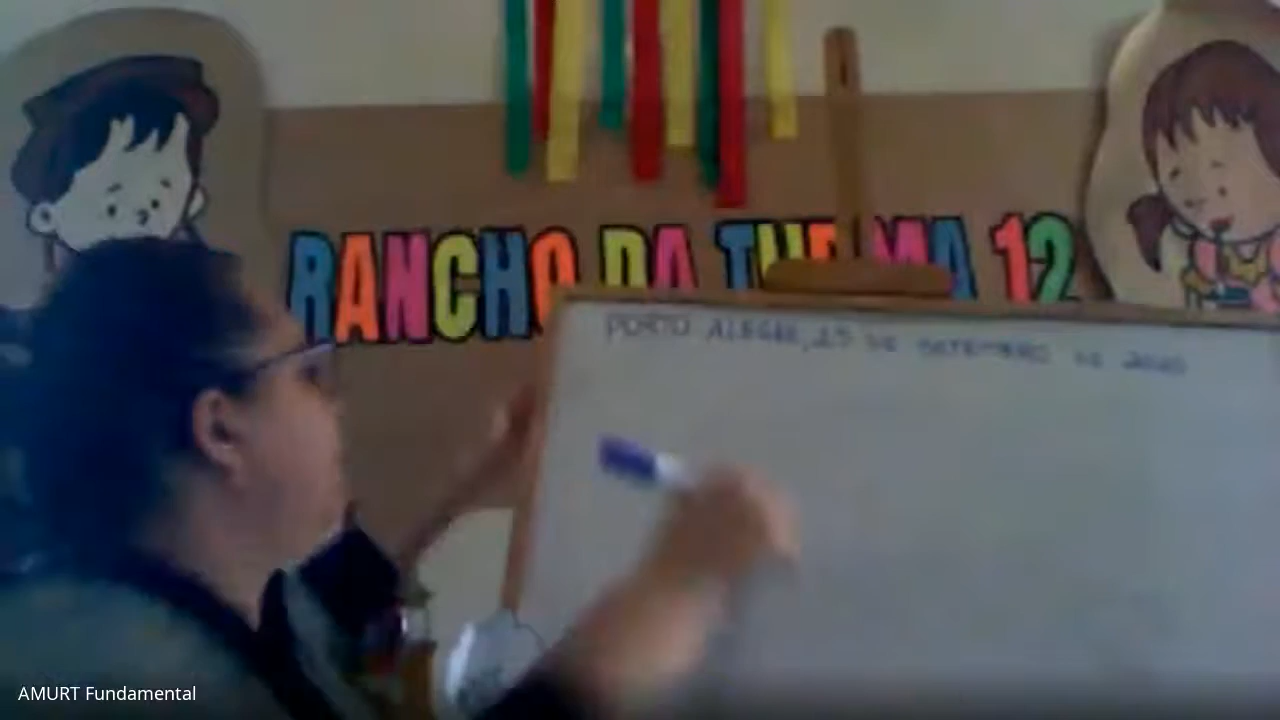 RANCHO DA TURMA 12
PORTO ALEGRE, 15 DE SETEMBRO DE 2020
AMURT Fundamental